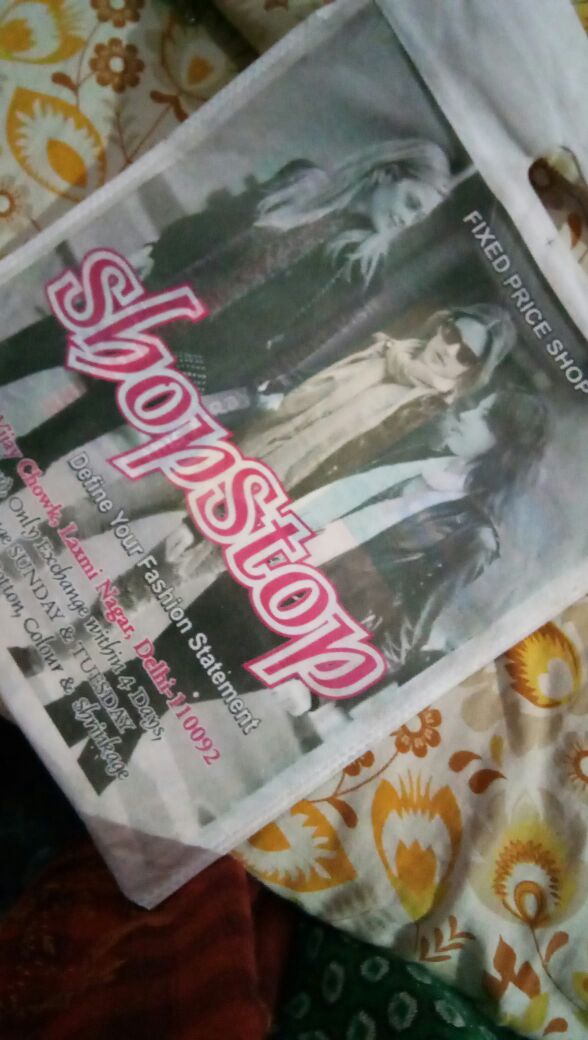 FIXED PRICE SHOP
shopstop
Define Your Fashion Statement
Chowk, Laxmi Nagar, Delhi-110092
Only Exchange within 4 Days,
SUNDAY & TUESDAY
Colour & shrinkage